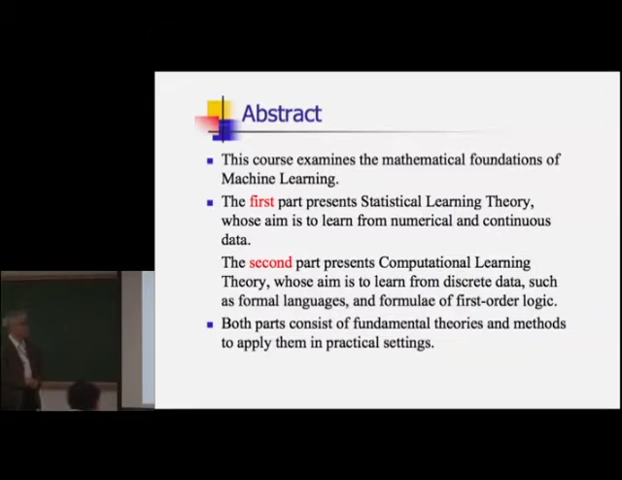 Abstract
This course examines the mathematical foundations of
Machine Learning.
The first part presents Statistical Learning Theory,
whose aim is to learn from numerical and continuous
data.
The second part presents Computational Learning
Theory, whose aim is to learn from discrete data, such
as formal languages, and formulae of first-order logic.
Both parts consist of fundamental theories and methods
to apply them in practical settings.